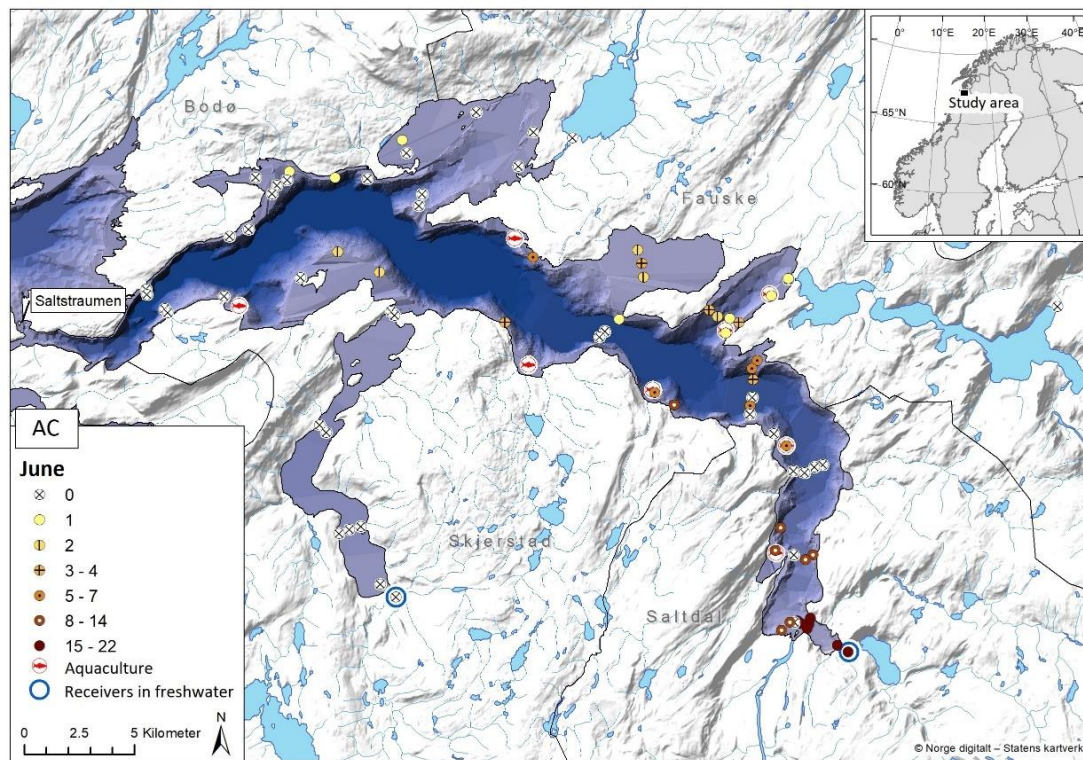 0° 10°E 20°E 30°E 40°E
65°N
60°N
Study area
Bodø
Fauske
Saltstraumen
Skjerstad
Saltdal
AC
June
0
1
2
3 - 4
5 - 7
8 - 14
15 - 22
Aquaculture
Receivers in freshwater
0 2.5 5 Kilometer
N
© Norge digitalt – Statens kartverk